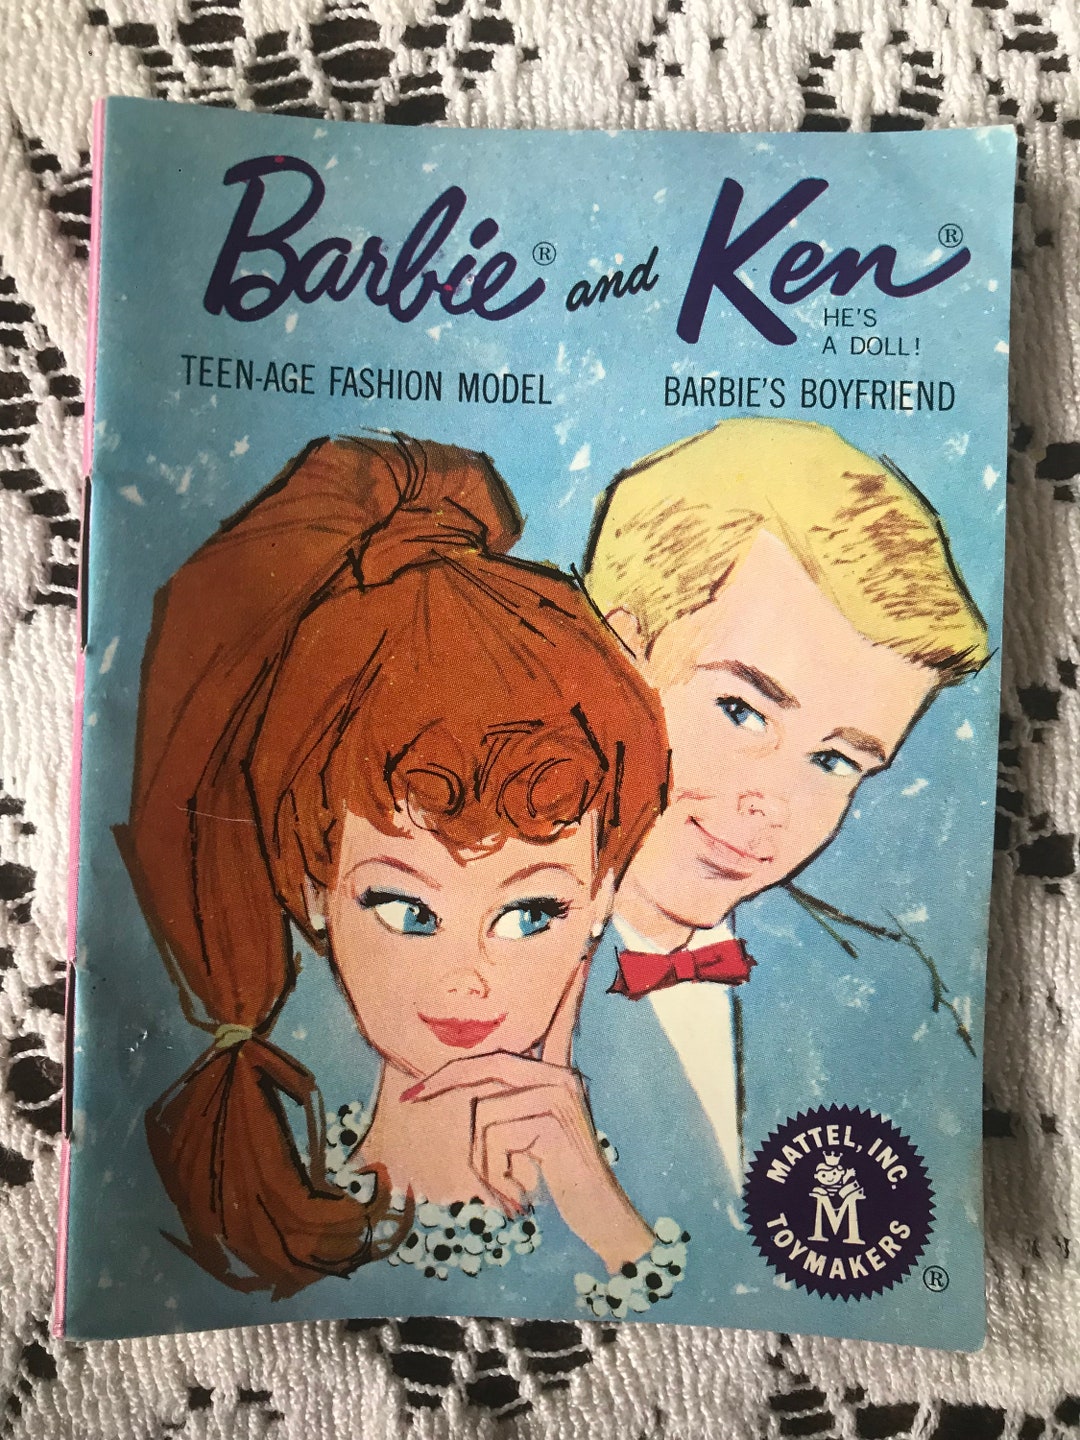 Barbie® and Ken®
HE'S
A DOLL!
TEEN-AGE FASHION MODEL
BARBIE'S BOYFRIEND
MATTEL, INC.
M
TOYMAKERS
®